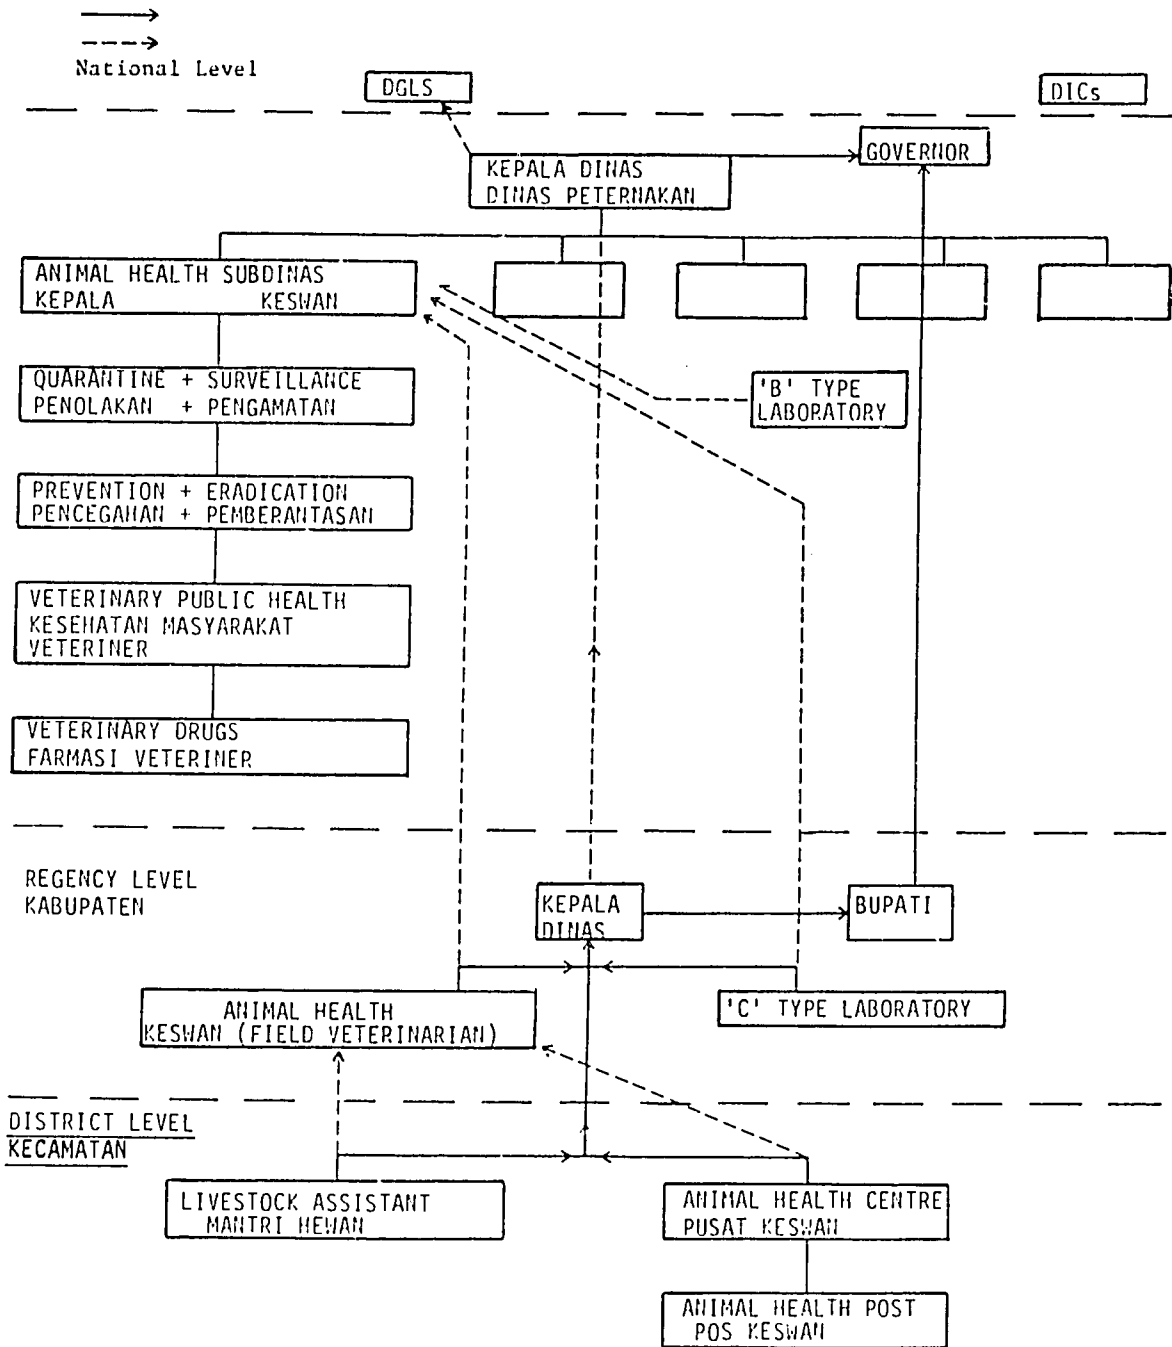 National Level
DGLS
DICs
GOVERNOR
KEPALA DINAS
DINAS PETERNAKAN
ANIMAL HEALTH SUBDINAS
KEPALA KESWAN
QUARANTINE + SURVEILLANCE
PENOLAKAN + PENGAMATAN
'B' TYPE
LABORATORY
PREVENTION + ERADICATION
PENCEGAHAN + PEMBERANTASAN
VETERINARY PUBLIC HEALTH
KESEHATAN MASYARAKAT
VETERINER
VETERINARY DRUGS
FARMASI VETERINER
REGENCY LEVEL
KABUPATEN
KEPALA
DINAS
BUPATI
ANIMAL HEALTH
KESWAN (FIELD VETERINARIAN)
'C' TYPE LABORATORY
DISTRICT LEVEL
KECAMATAN
LIVESTOCK ASSISTANT
MANTRI HEWAN
ANIMAL HEALTH CENTRE
PUSAT KESWAN
ANIMAL HEALTH POST
POS KESWAN